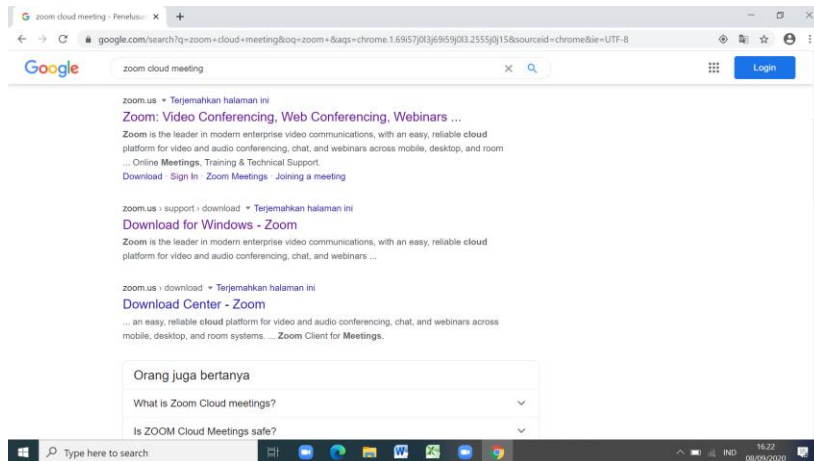 zoom cloud meeting - Penelusur
google.com/search?q=zoom+cloud+meeting&oq=zoom+&aqs=chrome.1.69i57j0l3j69i59j0l3.2555j0j15&sourceid=chrome&ie=UTF-8
Google
zoom cloud meeting
Login
zoom.us Terjemahkan halaman ini
Zoom: Video Conferencing, Web Conferencing, Webinars ...
Zoom is the leader in modern enterprise video communications, with an easy, reliable cloud
platform for video and audio conferencing, chat, and webinars across mobile, desktop, and room
... Online Meetings, Training & Technical Support.
Download · Sign In · Zoom Meetings · Joining a meeting
zoom.us › support › download Terjemahkan halaman ini
Download for Windows - Zoom
Zoom is the leader in modern enterprise video communications, with an easy, reliable cloud
platform for video and audio conferencing, chat, and webinars ...
zoom.us › download Terjemahkan halaman ini
Download Center - Zoom
... an easy, reliable cloud platform for video and audio conferencing, chat, and webinars across
mobile, desktop, and room systems. ... Zoom Client for Meetings.
Orang juga bertanya
What is Zoom Cloud meetings?
Is ZOOM Cloud Meetings safe?
Type here to search
IND
16.22
08/09/2020